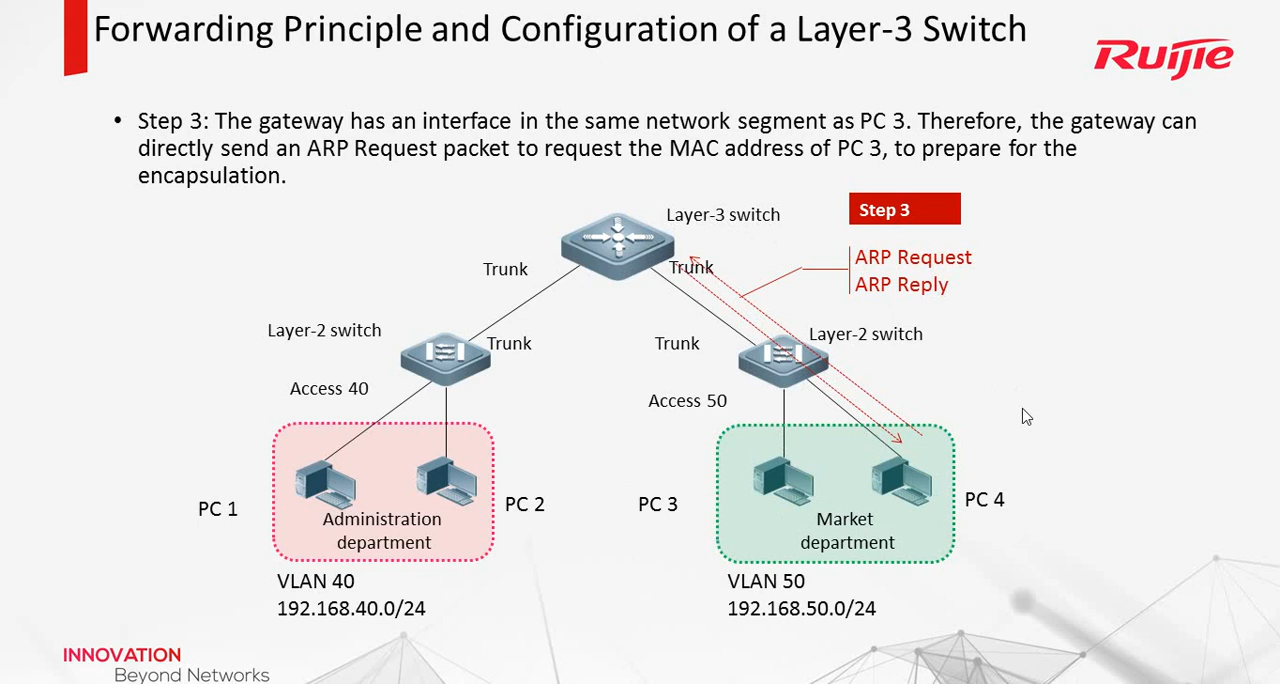 Forwarding Principle and Configuration of a Layer-3 Switch
Ruijie
• Step 3: The gateway has an interface in the same network segment as PC 3. Therefore, the gateway can
directly send an ARP Request packet to request the MAC address of PC 3, to prepare for the
encapsulation.
Layer-3 switch
Step 3
Trunk
Trunk
ARP Request
ARP Reply
Layer-2 switch
Trunk
Trunk
Layer-2 switch
Access 40
Access 50
PC 1
PC 2
PC 3
PC 4
Administration
department
Market
department
VLAN 40
192.168.40.0/24
VLAN 50
192.168.50.0/24
INNOVATION
Beyond Networks